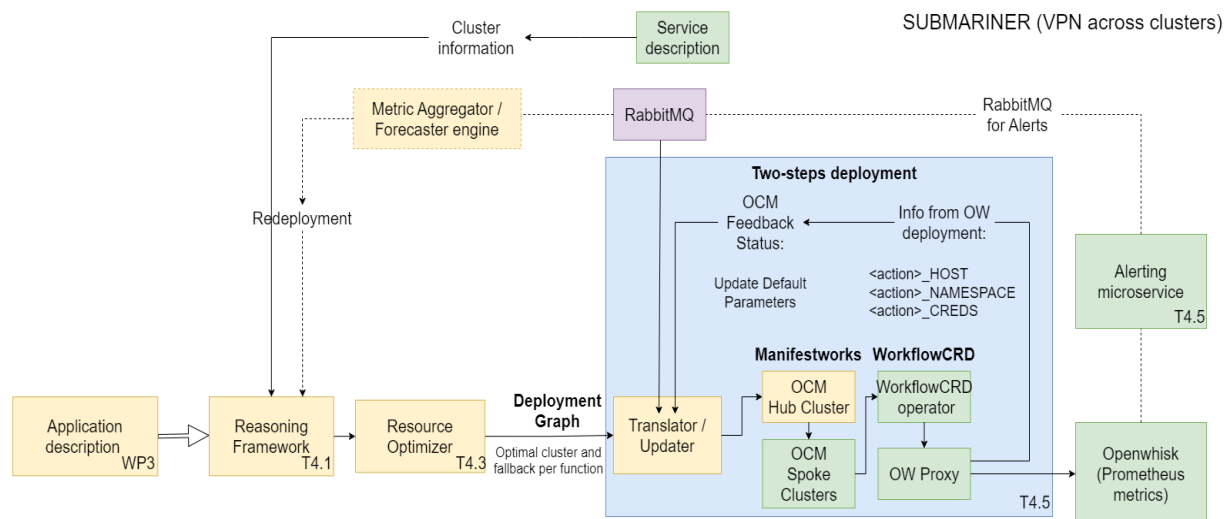 SUBMARINER (VPN across clusters)
Cluster
information
Service
description
Metric Aggregator /
Forecaster engine
RabbitMQ
RabbitMQ
for Alerts
Two-steps deployment
OCM
Feedback
Status:
Info from OW
deployment:
Redeployment
Update Default
Parameters
<action>_HOST
<action>_NAMESPACE
<action>_CREDS
Alerting
microservice
T4.5
Manifestworks
WorkflowCRD
Application
description
WP3
Reasoning
Framework
T4.1
Resource
Optimizer
T4.3
Deployment
Graph
Optimal cluster and
fallback per function
Translator /
Updater
OCM
Hub Cluster
OCM
Spoke
Clusters
WorkflowCRD
operator
OW Proxy
T4.5
Openwhisk
(Prometheus
metrics)